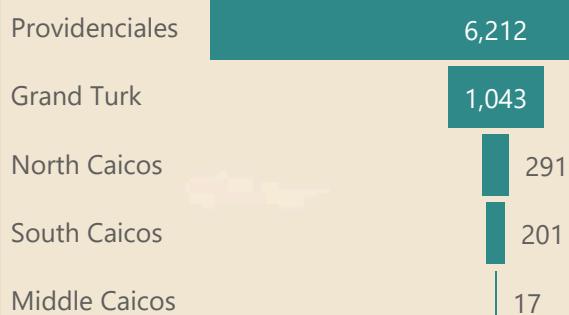 Providenciales 6,212
Grand Turk 1,043
North Caicos 291
South Caicos 201
Middle Caicos 17